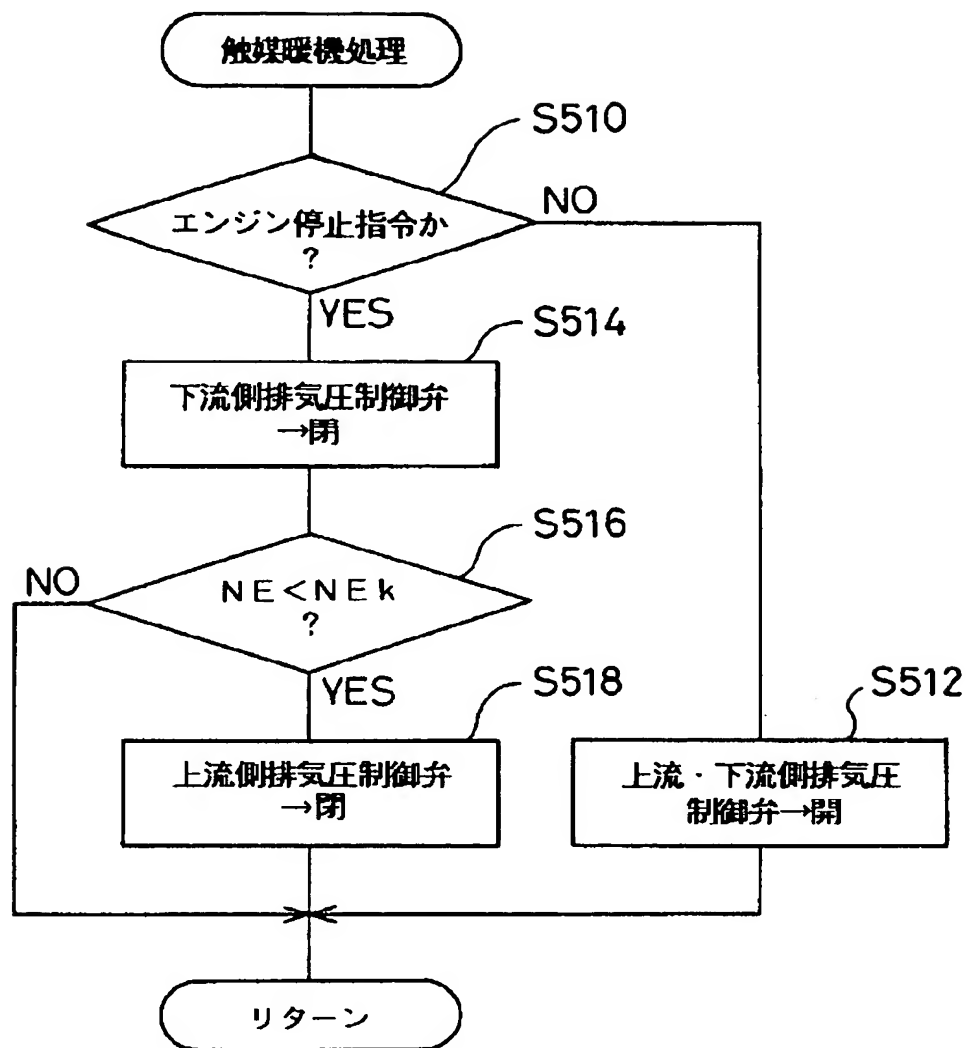 触媒暖機処理
S510
エンジン停止指令か
?
NO
YES
S514
下流側排気圧制御弁
→閉
S516
NO
NE<NEk
?
YES
S518
上流側排気圧制御弁
→閉
S512
上流・下流側排気圧
制御弁→開
リターン